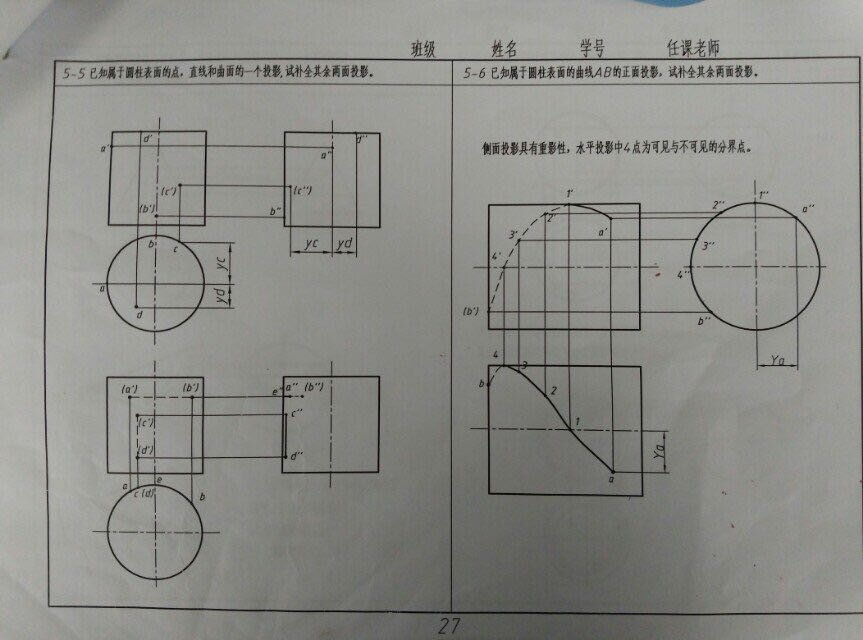 班级 姓名 学号 任课老师
5-5 已知属于圆柱表面的点，直线和曲面的一个投影，试补全其余两面投影。
5-6 已知属于圆柱表面的曲线AB的正面投影，试补全其余两面投影。
侧面投影具有重影性，水平投影中4点为可见与不可见的分界点。
d' d"
a' a"
(c') (c")
(b') b"
b c
yc yd
yc
a
yd
d
(a') (b') e" a" (b")
(c') c"
(d') d"
a c (d) e b
1' 1"
2' 2" a"
3' a' 3"
4' 4"
(b') b"
Ya
4 3
b 2
1
Ya
a
27